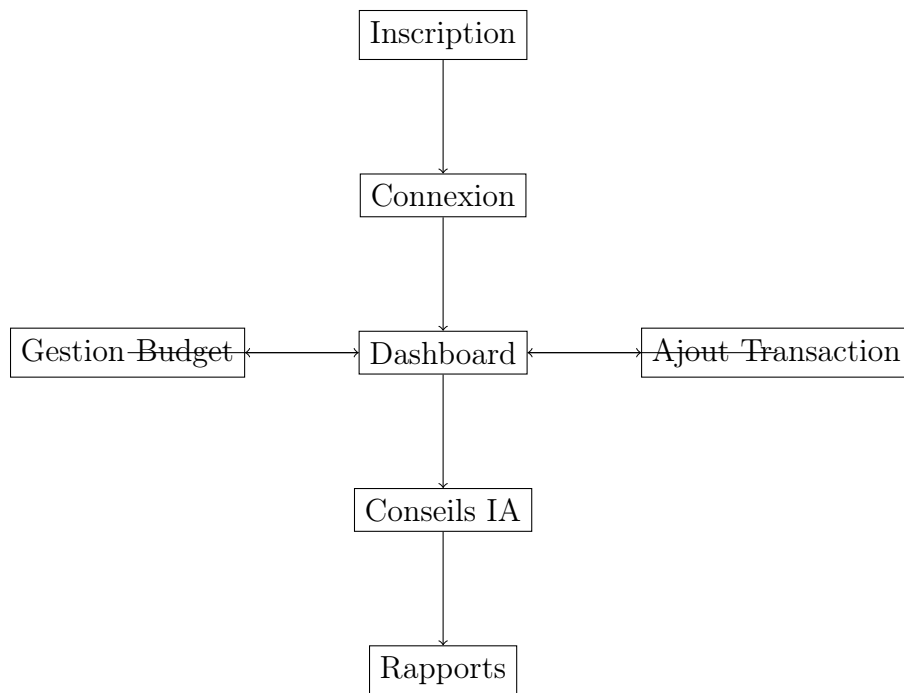 Inscription
Connexion
Gestion Budget
Dashboard
Ajout Transaction
Conseils IA
Rapports